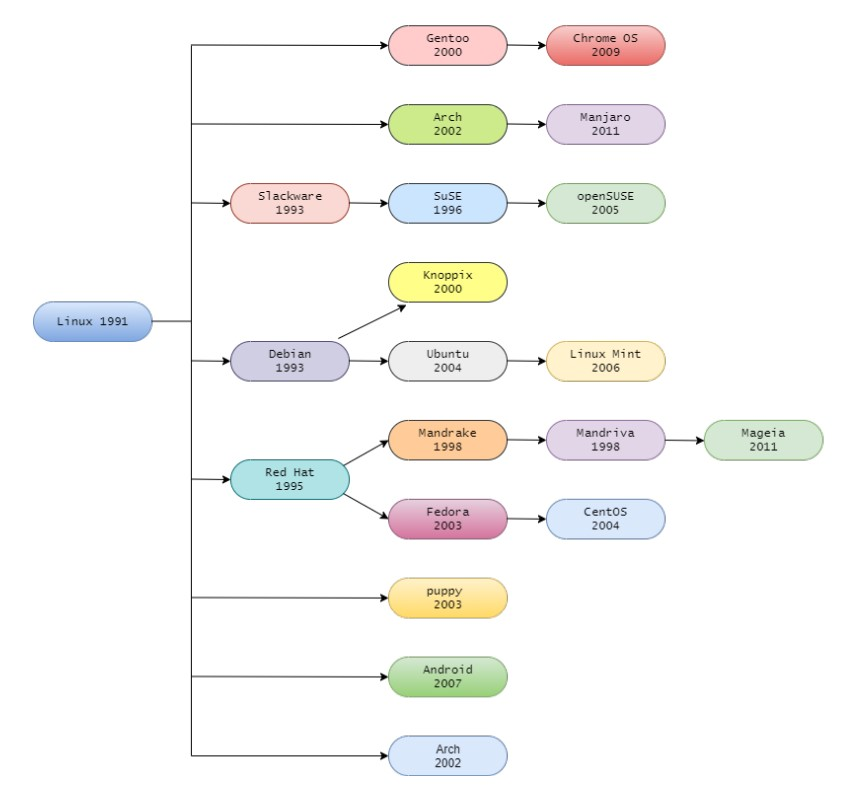 Gentoo
2000
Chrome OS
2009
Arch
2002
Manjaro
2011
Slackware
1993
SuSE
1996
openSUSE
2005
Knoppix
2000
Linux 1991
Debian
1993
Ubuntu
2004
Linux Mint
2006
Mandrake
1998
Mandriva
1998
Mageia
2011
Red Hat
1995
Fedora
2003
CentOS
2004
puppy
2003
Android
2007
Arch
2002